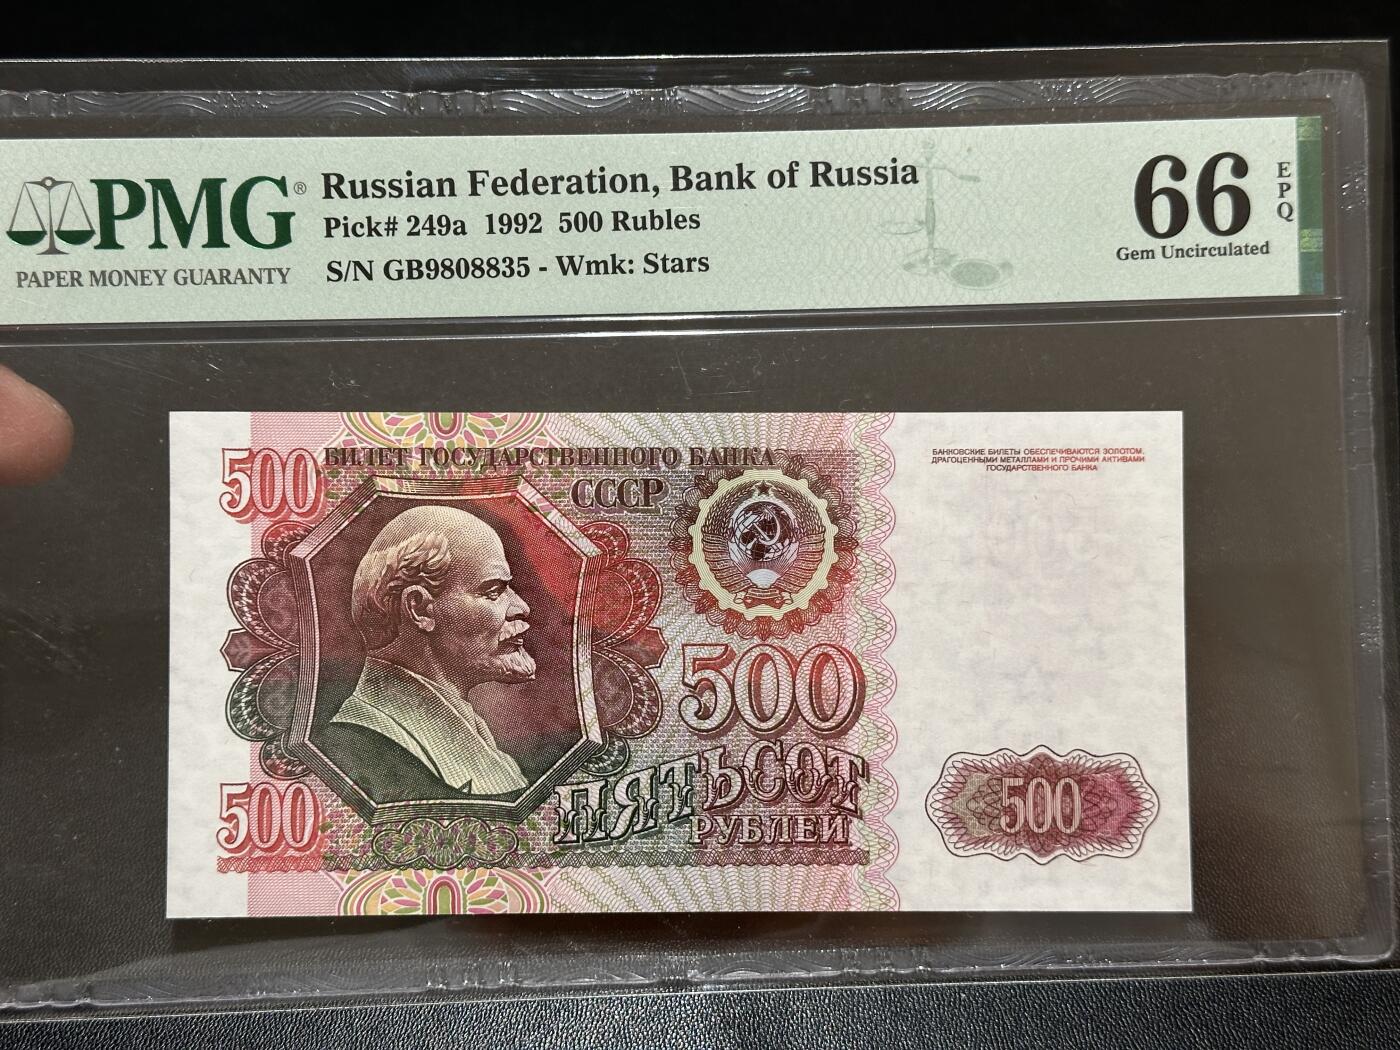 PMG®
PAPER MONEY GUARANTY
Russian Federation, Bank of Russia
Pick# 249a 1992 500 Rubles
S/N GB9808835 - Wmk: Stars
66 EPQ
Gem Uncirculated
500
БИЛЕТ ГОСУДАРСТВЕННОГО БАНКА
СССР
БАНКОВСКИЕ БИЛЕТЫ ОБЕСПЕЧИВАЮТСЯ ЗОЛОТОМ,
ДРАГОЦЕННЫМИ МЕТАЛЛАМИ И ПРОЧИМИ АКТИВАМИ
ГОСУДАРСТВЕННОГО БАНКА
500
ПЯТЬСОТ
РУБЛЕЙ
500
500